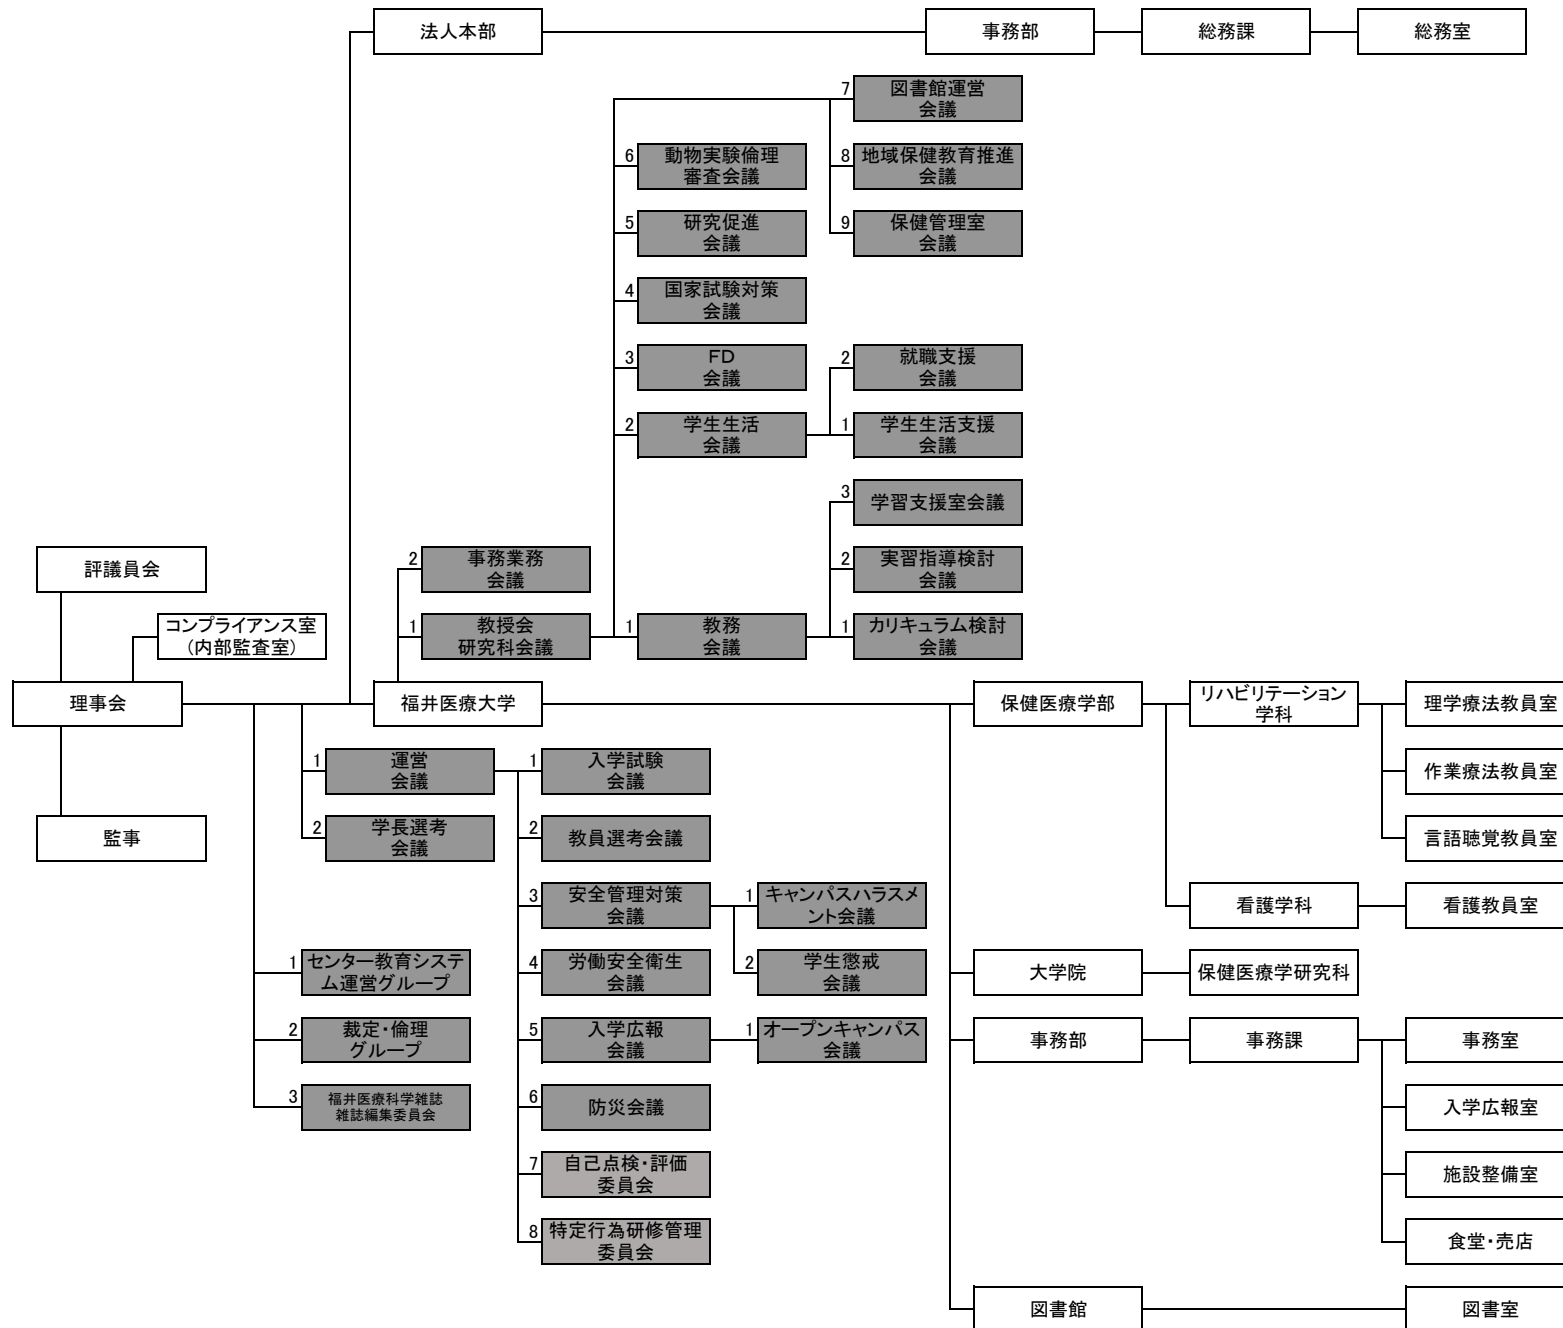 法人本部
事務部
総務課
総務室
7
図書館運営
会議
6
動物実験倫理
審査会議
8
地域保健教育推進
会議
5
研究促進
会議
9
保健管理室
会議
4
国家試験対策
会議
3
FD
会議
2
就職支援
会議
2
学生生活
会議
1
学生生活支援
会議
3
学習支援室会議
評議員会
2
事務業務
会議
2
実習指導検討
会議
コンプライアンス室
(内部監査室)
1
教授会
研究科会議
1
教務
会議
1
カリキュラム検討
会議
理事会
福井医療大学
保健医療学部
リハビリテーション
学科
理学療法教員室
1
運営
会議
1
入学試験
会議
作業療法教員室
監事
2
学長選考
会議
2
教員選考会議
言語聴覚教員室
3
安全管理対策
会議
1
キャンパスハラスメ
ント会議
看護学科
看護教員室
1
センター教育システ
ム運営グループ
4
労働安全衛生
会議
2
学生懲戒
会議
大学院
保健医療学研究科
2
裁定・倫理
グループ
5
入学広報
会議
1
オープンキャンパス
会議
事務部
事務課
事務室
3
福井医療科学雑誌
雑誌編集委員会
6
防災会議
入学広報室
7
自己点検・評価
委員会
施設整備室
8
特定行為研修管理
委員会
食堂・売店
図書館
図書室